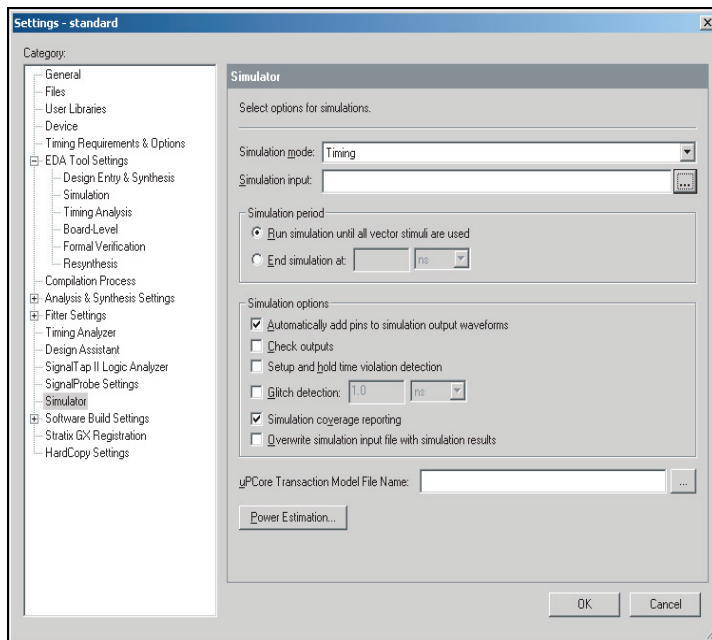 Settings - standard
Category:
General
Files
User Libraries
Device
Timing Requirements & Options
EDA Tool Settings
Design Entry & Synthesis
Simulation
Timing Analysis
Board-Level
Formal Verification
Resynthesis
Compilation Process
Analysis & Synthesis Settings
Fitter Settings
Timing Analyzer
Design Assistant
SignalTap II Logic Analyzer
SignalProbe Settings
Simulator
Software Build Settings
Stratix GX Registration
HardCopy Settings
Simulator
Select options for simulations.
Simulation mode: Timing
Simulation input: ...
Simulation period
Run simulation until all vector stimuli are used
End simulation at: ns
Simulation options
Automatically add pins to simulation output waveforms
Check outputs
Setup and hold time violation detection
Glitch detection: 1.0 ns
Simulation coverage reporting
Overwrite simulation input file with simulation results
uPCore Transaction Model File Name: ...
Power Estimation...
OK Cancel